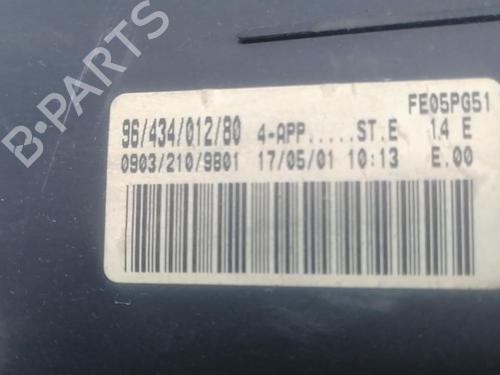 FE05PG51
96/434/012/80 4-APP.....ST.E 1.4 E
0903/210/9801 17/05/01 10:13 E.00
B-PARTS